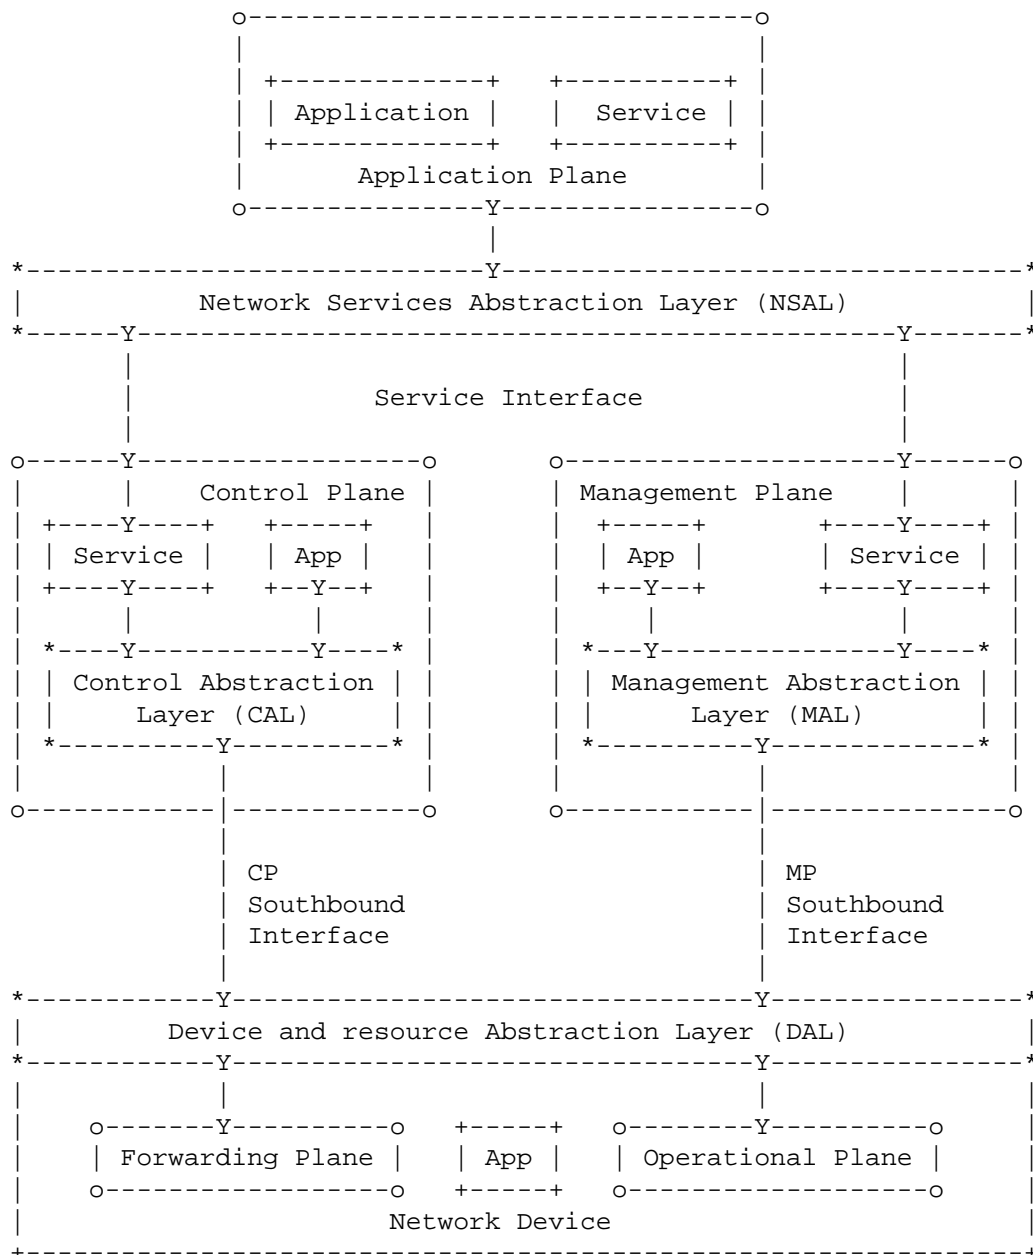 Application Service
Application Plane
Network Services Abstraction Layer (NSAL)
Service Interface
Control Plane Management Plane
Service App App Service
Control Abstraction Management Abstraction
Layer (CAL) Layer (MAL)
CP MP
Southbound Southbound
Interface Interface
Device and resource Abstraction Layer (DAL)
Forwarding Plane App Operational Plane
Network Device